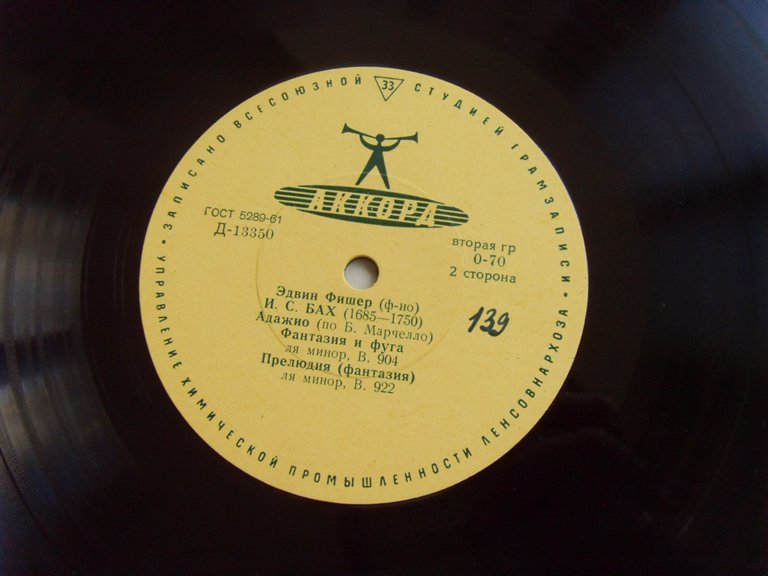 ЗАПИСАНО ВСЕСОЮЗНОЙ 33 СТУДИЕЙ ГРАМЗАПИСИ
АККОРД
ГОСТ 5289-61
Д-13350
вторая гр
0-70
2 сторона
Эдвин Фишер (ф-но)
И. С. БАХ (1685—1750)
Адажио (по Б. Марчелло)
Фантазия и фуга
ля минор, В. 904
Прелюдия (фантазия)
ля минор, В. 922
139
УПРАВЛЕНИЕ ХИМИЧЕСКОЙ ПРОМЫШЛЕННОСТИ ЛЕНСОВНАРХОЗА